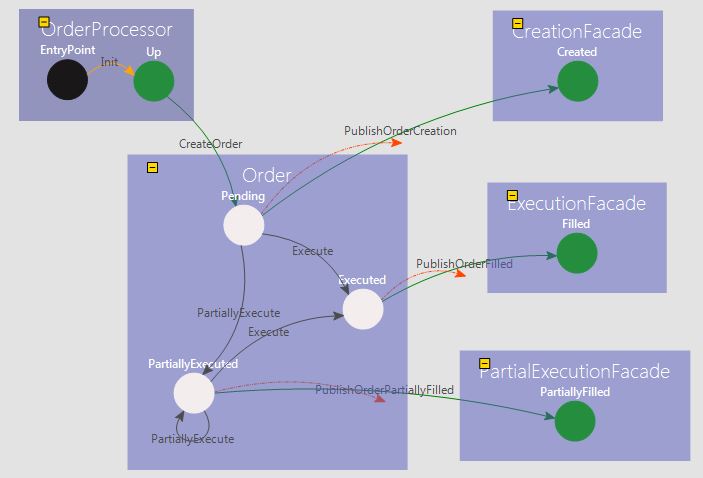 OrderProcessor
EntryPoint
Up
Init
CreationFacade
Created
CreateOrder
PublishOrderCreation
Order
Pending
ExecutionFacade
Filled
Execute
PublishOrderFilled
Executed
PartiallyExecute
Execute
PartiallyExecuted
PartialExecutionFacade
PartiallyFilled
PublishOrderPartiallyFilled
PartiallyExecute